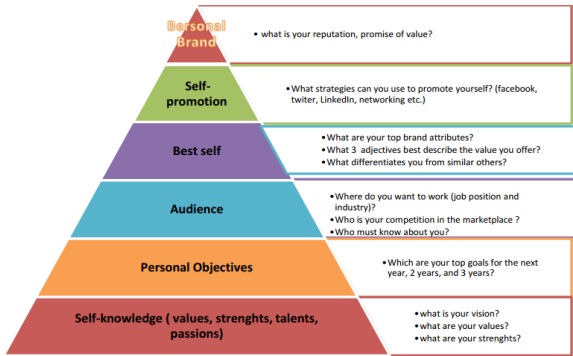 Bersonal
Brand
• what is your reputation, promise of value?
Self-
promotion
•What strategies can you use to promote yourself? (facebook,
twiter, LinkedIn, networking etc.)
Best self
•What are your top brand attributes?
•What 3 adjectives best describe the value you offer?
•What differentiates you from similar others?
Audience
•Where do you want to work (job position and
industry)?
•Who is your competition in the marketplace ?
•Who must know about you?
Personal Objectives
•Which are your top goals for the next
year, 2 years, and 3 years?
Self-knowledge ( values, strenghts, talents,
passions)
•what is your vision?
•what are your values?
•what are your strenghts?